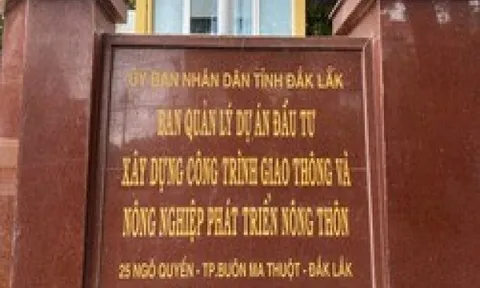 ỦY BAN NHÂN DÂN TỈNH ĐẮK LẮK
BAN QUẢN LÝ DỰ ÁN ĐẦU TƯ
XÂY DỰNG CÔNG TRÌNH GIAO THÔNG VÀ
NÔNG NGHIỆP PHÁT TRIỂN NÔNG THÔN
25 NGÔ QUYỀN - TP.BUÔN MA THUỘT - ĐẮK LẮK